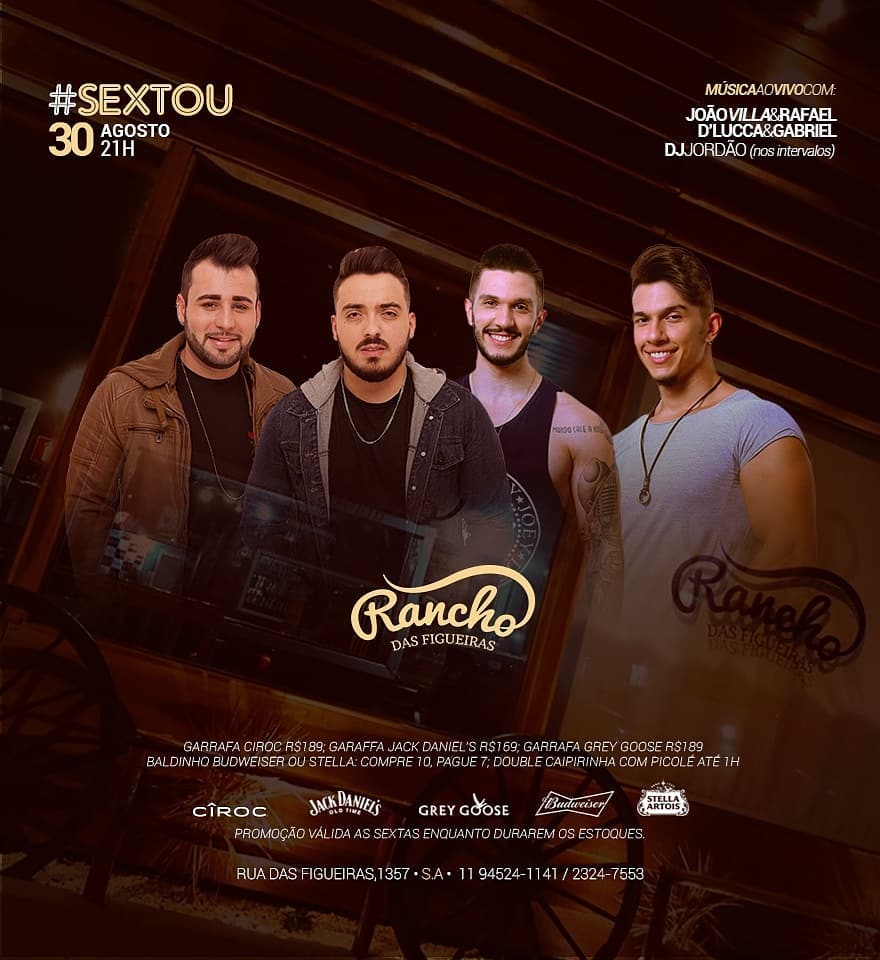 #SEXTOU
30 AGOSTO
21H
MÚSICAAOVIVOCOM:
JOÃOVILLA&RAFAEL
D'LUCCA&GABRIEL
DJJORDÃO (nos intervalos)
JOEY
Rancho
DAS FIGUEIRAS
Rancho
DAS FIGUEIRAS
GARRAFA CIROC R$189; GARAFFA JACK DANIEL'S R$169; GARRAFA GREY GOOSE R$189
BALDINHO BUDWEISER OU STELLA: COMPRE 10, PAGUE 7; DOUBLE CAIPIRINHA COM PICOLÉ ATÉ 1H
CÎROC
JACK DANIEL'S
OLD TIME
GREY GOOSE
Budweiser
STELLA
ARTOIS
PROMOÇÃO VÁLIDA AS SEXTAS ENQUANTO DURAREM OS ESTOQUES.
RUA DAS FIGUEIRAS,1357 • S.A • 11 94524-1141 / 2324-7553